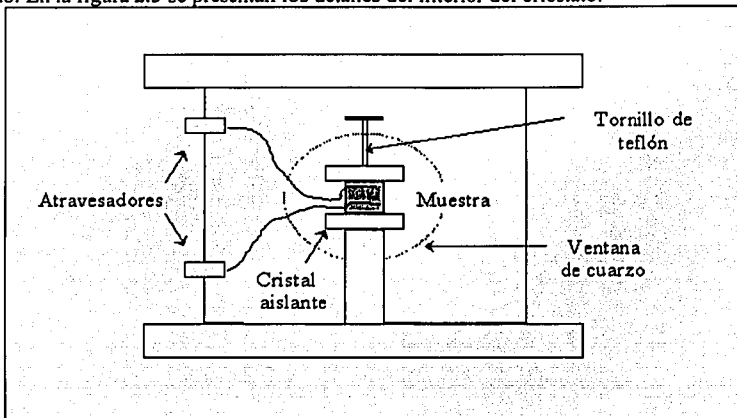 En la figura 2.3 se presentan los detalles del interior del criostato.
Tornillo de
teflón
Atravesadores
Muestra
Ventana
de cuarzo
Cristal
aislante